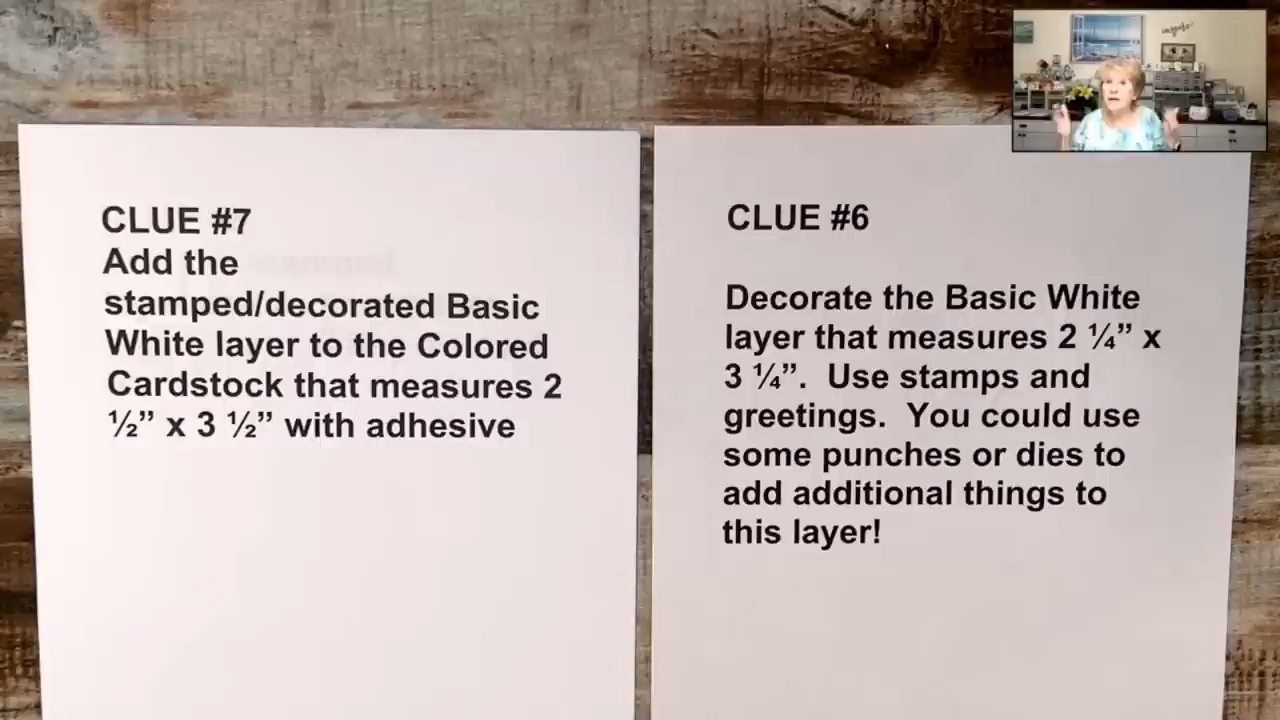 CLUE #7
Add the
stamped/decorated Basic
White layer to the Colored
Cardstock that measures 2
½” x 3 ½” with adhesive
CLUE #6
Decorate the Basic White
layer that measures 2 ¼” x
3 ¼”. Use stamps and
greetings. You could use
some punches or dies to
add additional things to
this layer!
inspire